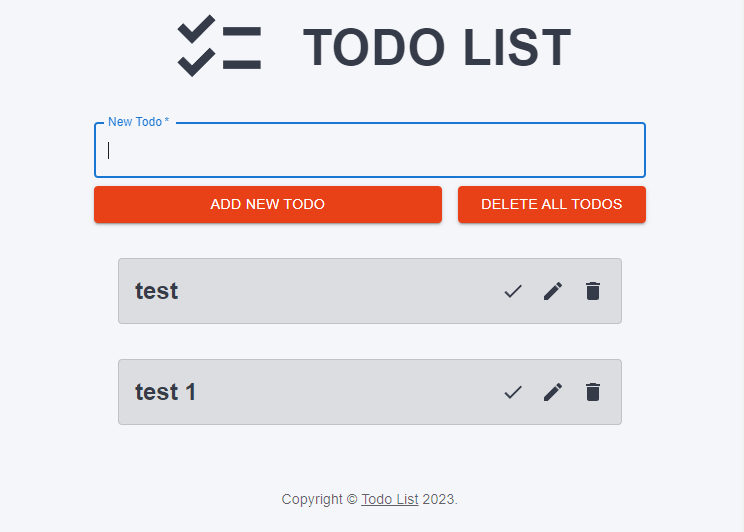 TODO LIST
New Todo *
ADD NEW TODO
DELETE ALL TODOS
test
test 1
Copyright © Todo List 2023.